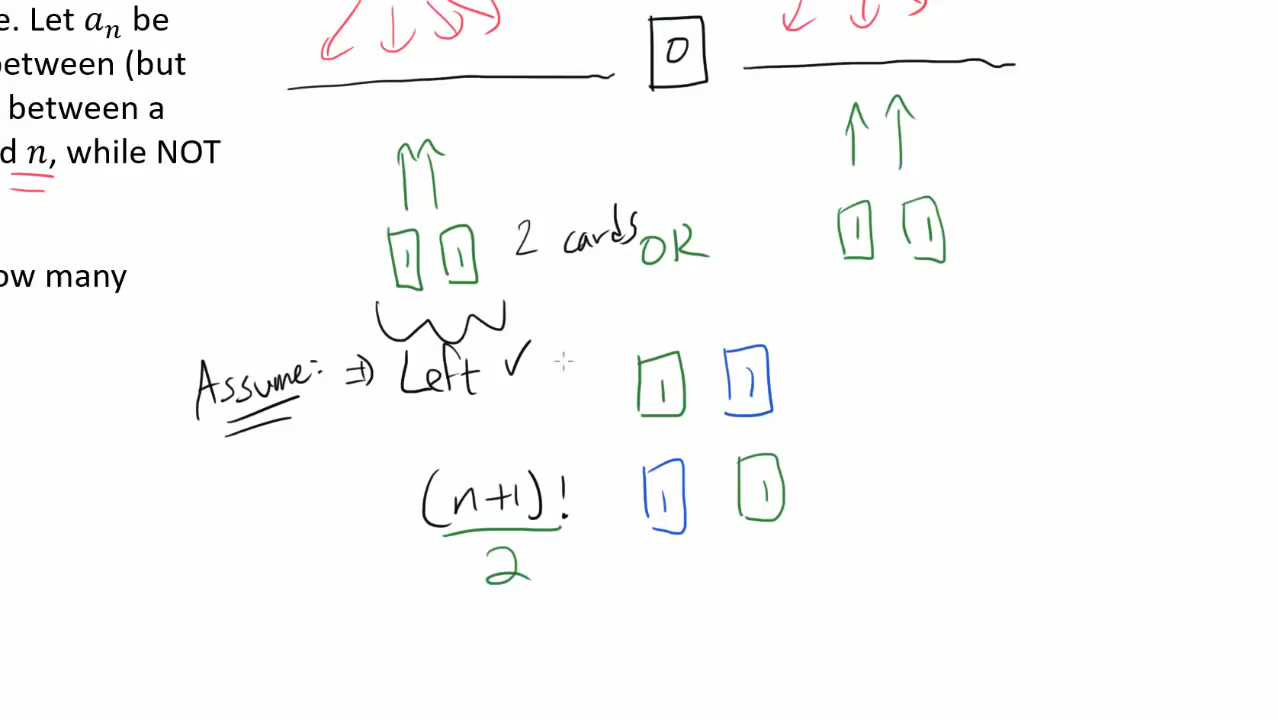 e. Let aₙ be
between (but
between a
d n, while NOT
ow many
0
1 1 2 cards OR 1 1
Assume: ⇒ Left ✓ 1 1
(n+1)! 1 1
2